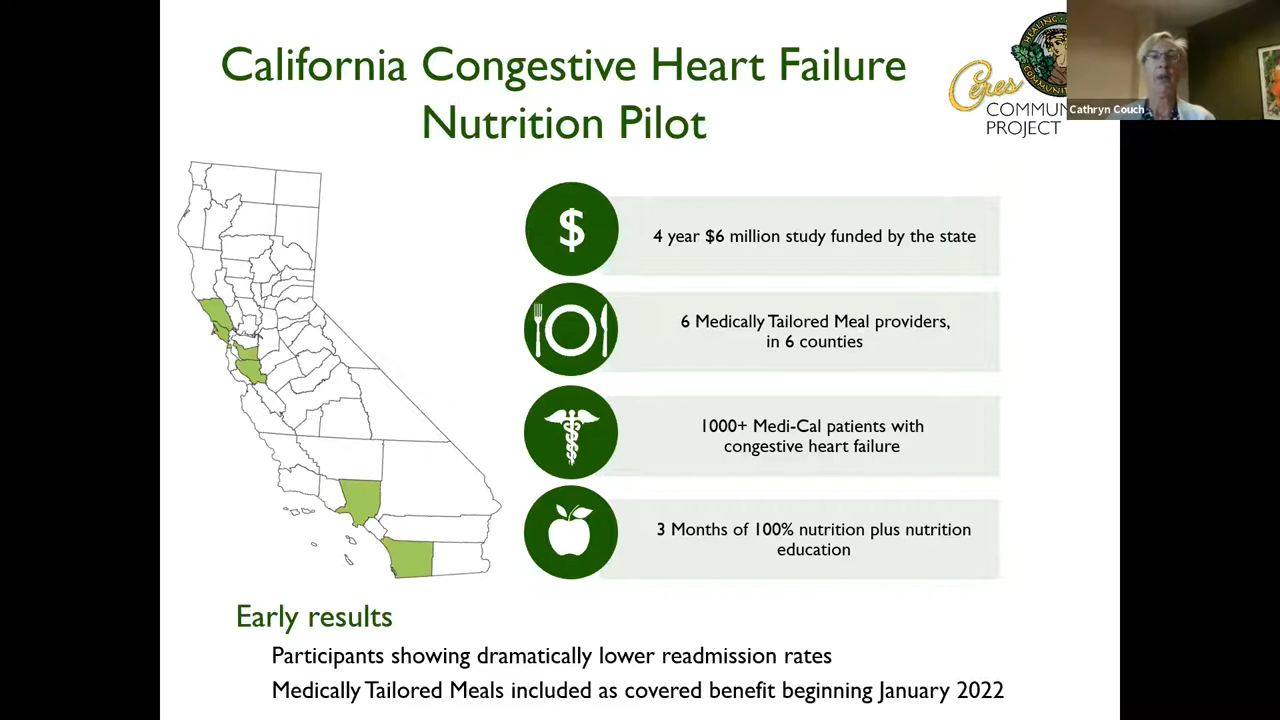 California Congestive Heart Failure
Nutrition Pilot
HEALING
Ceres
COMMUN
PROJECT
Cathryn Couch
$
4 year $6 million study funded by the state
6 Medically Tailored Meal providers,
in 6 counties
1000+ Medi-Cal patients with
congestive heart failure
3 Months of 100% nutrition plus nutrition
education
Early results
Participants showing dramatically lower readmission rates
Medically Tailored Meals included as covered benefit beginning January 2022